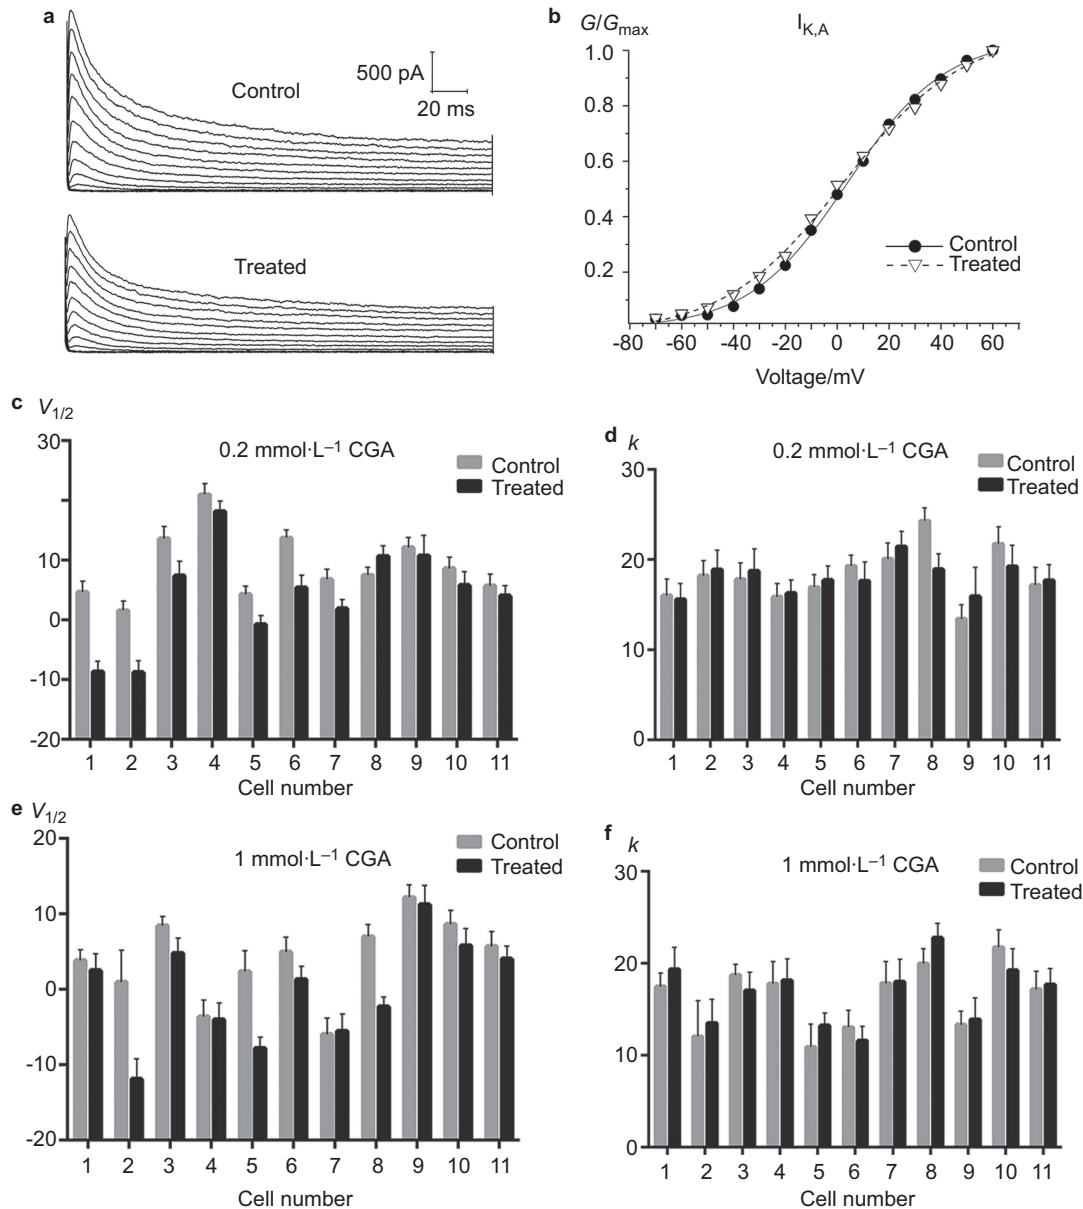 a
Control
500 pA
20 ms
Treated
b G/Gmax I_K,A
1.0
0.8
0.6
0.4
0.2
Control
Treated
-80 -60 -40 -20 0 20 40 60
Voltage/mV
c V1/2
0.2 mmol·L–1 CGA
Control
Treated
30
10
0
-10
-20
1 2 3 4 5 6 7 8 9 10 11
Cell number
d k
0.2 mmol·L–1 CGA
Control
Treated
30
20
10
0
1 2 3 4 5 6 7 8 9 10 11
Cell number
e V1/2
1 mmol·L–1 CGA
Control
Treated
20
10
0
-10
-20
1 2 3 4 5 6 7 8 9 10 11
Cell number
f k
1 mmol·L–1 CGA
Control
Treated
30
20
10
0
1 2 3 4 5 6 7 8 9 10 11
Cell number